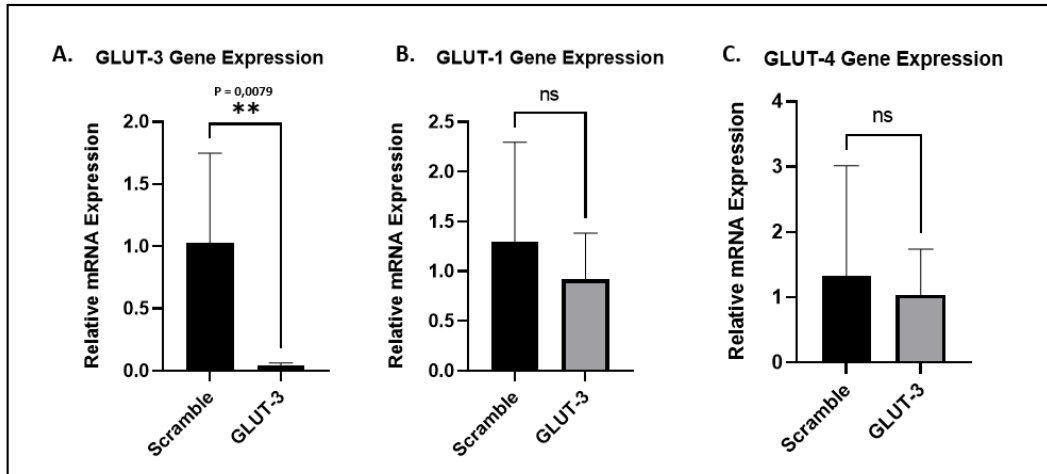 A. GLUT-3 Gene Expression
P = 0,0079
**
Relative mRNA Expression
2.0
1.5
1.0
0.5
0.0
Scramble
GLUT-3
B. GLUT-1 Gene Expression
ns
Relative mRNA Expression
2.5
2.0
1.5
1.0
0.5
0.0
Scramble
GLUT-3
C. GLUT-4 Gene Expression
ns
Relative mRNA Expression
4
3
2
1
0
Scramble
GLUT-3